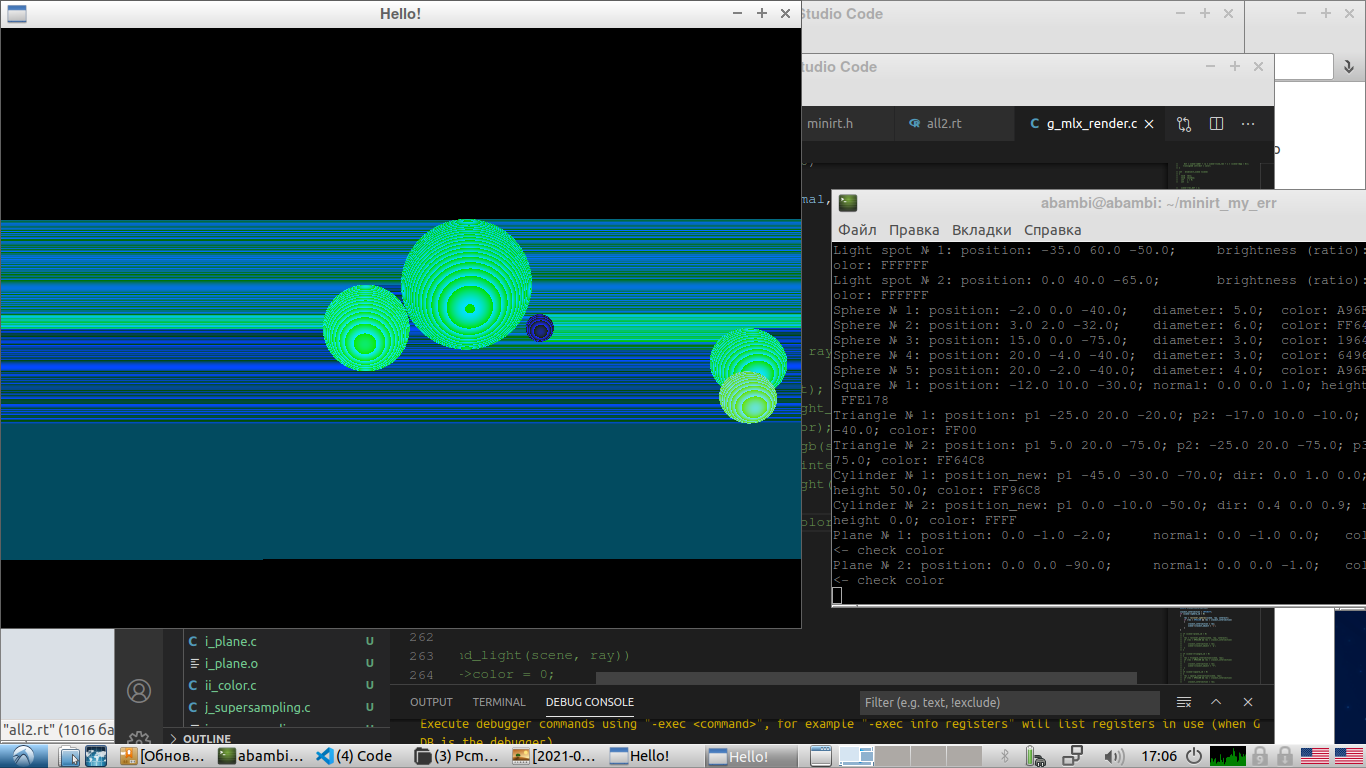 Hello!
Studio Code
tudio Code
minirt.h
all2.rt
C g_mlx_render.c
mal,
abambi@abambi: ~/minirt_my_err
Файл Правка Вкладки Справка
Light spot № 1: position: -35.0 60.0 -50.0; brightness (ratio):
olor: FFFFFF
Light spot № 2: position: 0.0 40.0 -65.0; brightness (ratio):
olor: FFFFFF
Sphere № 1: position: -2.0 0.0 -40.0; diameter: 3.0; color: A96E
Sphere № 2: position: 3.0 2.0 -32.0; diameter: 6.0; color: FF64
Sphere № 3: position: 15.0 0.0 -75.0; diameter: 3.0; color: 1964
Sphere № 4: position: 20.0 -4.0 -40.0; diameter: 3.0; color: 6496
Sphere № 5: position: 20.0 -2.0 -40.0; diameter: 4.0; color: A96E
Square № 1: position: -12.0 10.0 -30.0; normal: 0.0 0.0 1.0; height
FFE178
Triangle № 1: position: p1 -25.0 20.0 -20.0; p2: -17.0 10.0 -10.0;
-40.0; color: FF00
Triangle № 2: position: p1 5.0 20.0 -75.0; p2: -25.0 20.0 -75.0; p3
75.0; color: FF64C8
Cylinder № 1: position_new: p1 -45.0 -30.0 -70.0; dir: 0.0 1.0 0.0;
height 50.0; color: FF96C8
Cylinder № 2: position_new: p1 0.0 -10.0 -50.0; dir: 0.4 0.0 0.9; r
height 0.0; color: FFFF
Plane № 1: position: 0.0 -1.0 -2.0; normal: 0.0 -1.0 0.0; col
<- check color
Plane № 2: position: 0.0 0.0 -90.0; normal: 0.0 0.0 -1.0; col
<- check color
ray
t);
ght_
or);
gb(s
inte
ght(
olor
C i_plane.c U
i_plane.o U
C ii_color.c U
C j_supersampling.c U
OUTLINE
262
263 nd_light(scene, ray))
264 ->color = 0;
OUTPUT TERMINAL DEBUG CONSOLE
Filter (e.g. text, !exclude)
Execute debugger commands using "-exec <command>", for example "-exec info registers" will list registers in use (when G
DB is the debugger)
"all2.rt" (1016 ба
[Обнов... abambi... (4) Code (3) Pcm... [2021-0... Hello! Hello! 17:06